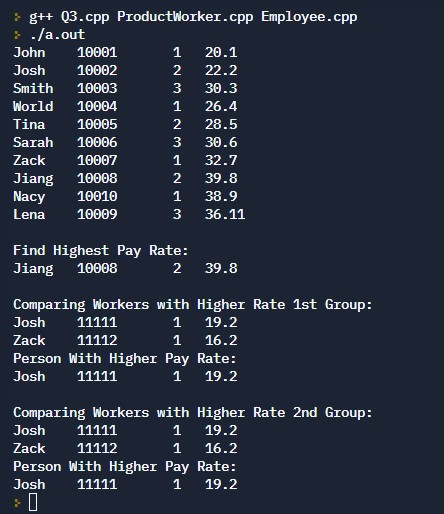 > g++ Q3.cpp ProductWorker.cpp Employee.cpp
> ./a.out
John    10001       1   20.1
Josh    10002       2   22.2
Smith   10003       3   30.3
World   10004       1   26.4
Tina    10005       2   28.5
Sarah   10006       3   30.6
Zack    10007       1   32.7
Jiang   10008       2   39.8
Nacy    10010       1   38.9
Lena    10009       3   36.11

Find Highest Pay Rate:
Jiang   10008       2   39.8

Comparing Workers with Higher Rate 1st Group:
Josh    11111       1   19.2
Zack    11112       1   16.2
Person With Higher Pay Rate:
Josh    11111       1   19.2

Comparing Workers with Higher Rate 2nd Group:
Josh    11111       1   19.2
Zack    11112       1   16.2
Person With Higher Pay Rate:
Josh    11111       1   19.2
>